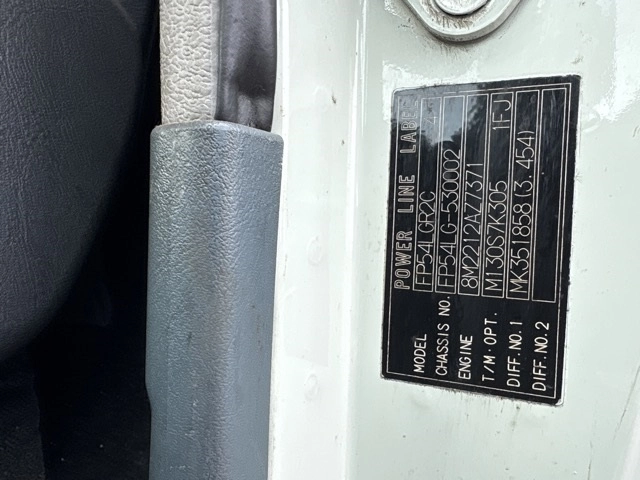 POWER LINE LABEL
MODEL FP54LGR2C
CHASSIS NO. FP54LG-530002
ENGINE 8M2212A77371
T/M·OPT. M130S7K305 1FJ
DIFF.NO.1 MK351858(3.454)
DIFF.NO.2